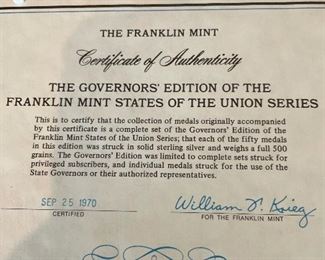 THE FRANKLIN MINT
Certificate of Authenticity
THE GOVERNORS' EDITION OF THE
FRANKLIN MINT STATES OF THE UNION SERIES
This is to certify that the collection of medals originally accompanied
by this certificate is a complete set of the Governors' Edition of the
Franklin Mint States of the Union Series; that each of the fifty medals
in this edition was struck in solid sterling silver and weighs a full 500
grains. The Governors' Edition was limited to complete sets struck for
privileged subscribers, and individual medals struck for the use of the
State Governors or their authorized representatives.
SEP 25 1970
William T. Krieg
CERTIFIED
FOR THE FRANKLIN MINT